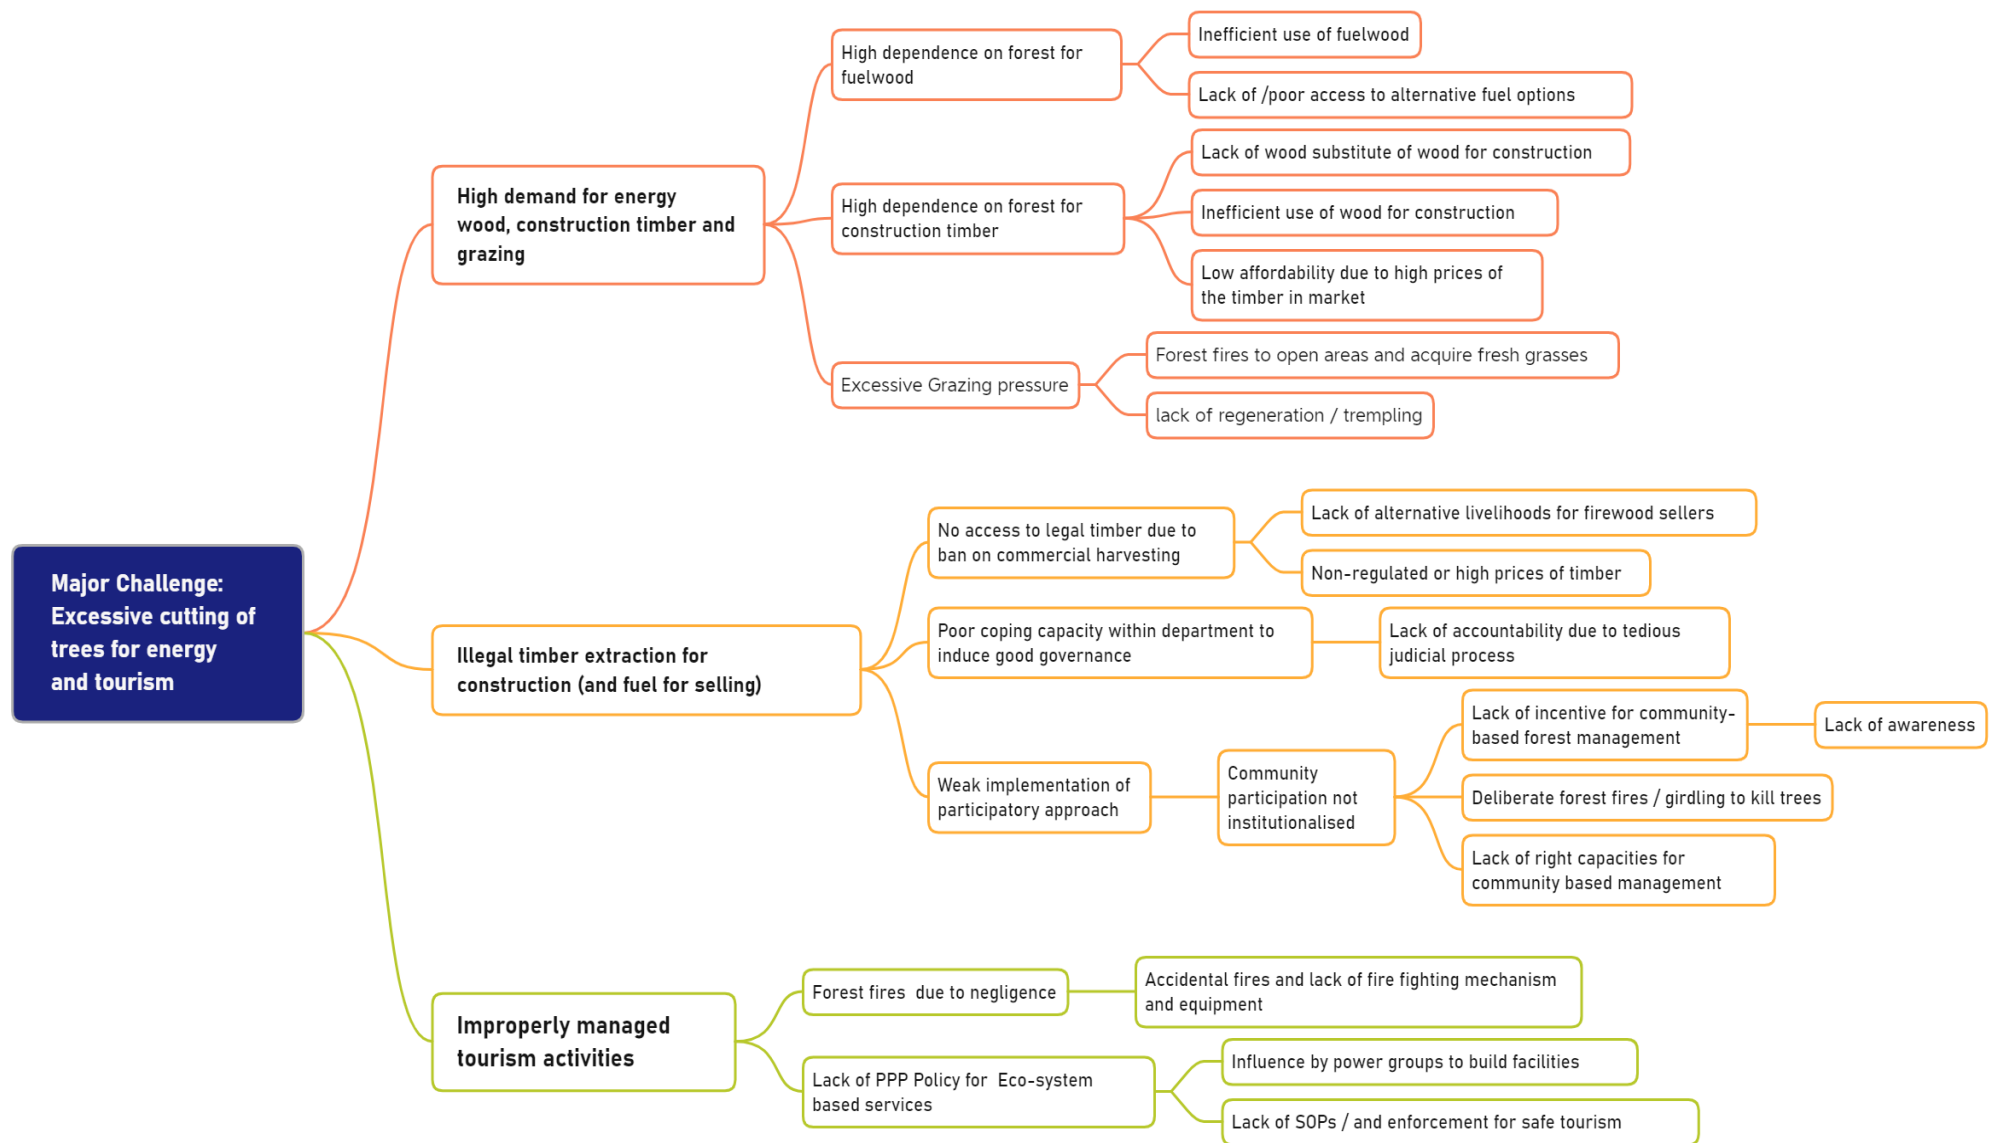 Major Challenge:
Excessive cutting of
trees for energy
and tourism
High demand for energy
wood, construction timber and
grazing
High dependence on forest for
fuelwood
Inefficient use of fuelwood
Lack of /poor access to alternative fuel options
High dependence on forest for
construction timber
Lack of wood substitute of wood for construction
Inefficient use of wood for construction
Low affordability due to high prices of
the timber in market
Excessive Grazing pressure
Forest fires to open areas and acquire fresh grasses
lack of regeneration / trempling
Illegal timber extraction for
construction (and fuel for selling)
No access to legal timber due to
ban on commercial harvesting
Lack of alternative livelihoods for firewood sellers
Non-regulated or high prices of timber
Poor coping capacity within department to
induce good governance
Lack of accountability due to tedious
judicial process
Weak implementation of
participatory approach
Community
participation not
institutionalised
Lack of incentive for community-
based forest management
Lack of awareness
Deliberate forest fires / girdling to kill trees
Lack of right capacities for
community based management
Improperly managed
tourism activities
Forest fires  due to negligence
Accidental fires and lack of fire fighting mechanism
and equipment
Lack of PPP Policy for  Eco-system
based services
Influence by power groups to build facilities
Lack of SOPs / and enforcement for safe tourism